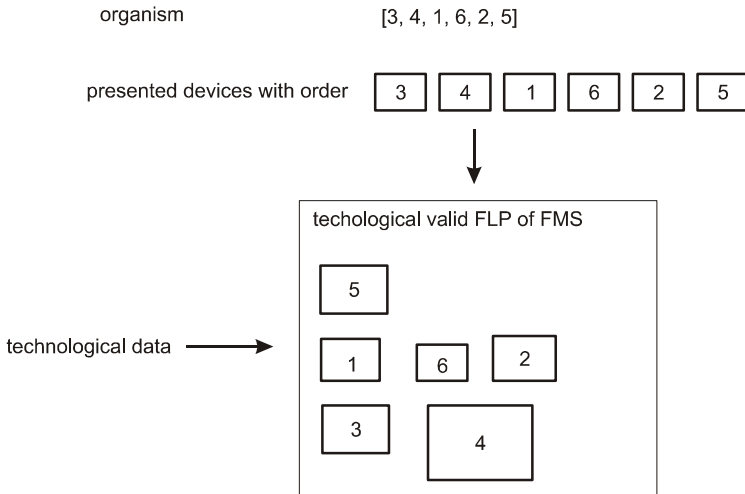 organism [3, 4, 1, 6, 2, 5]
presented devices with order 3 4 1 6 2 5
techological valid FLP of FMS
5
technological data
1 6 2
3 4